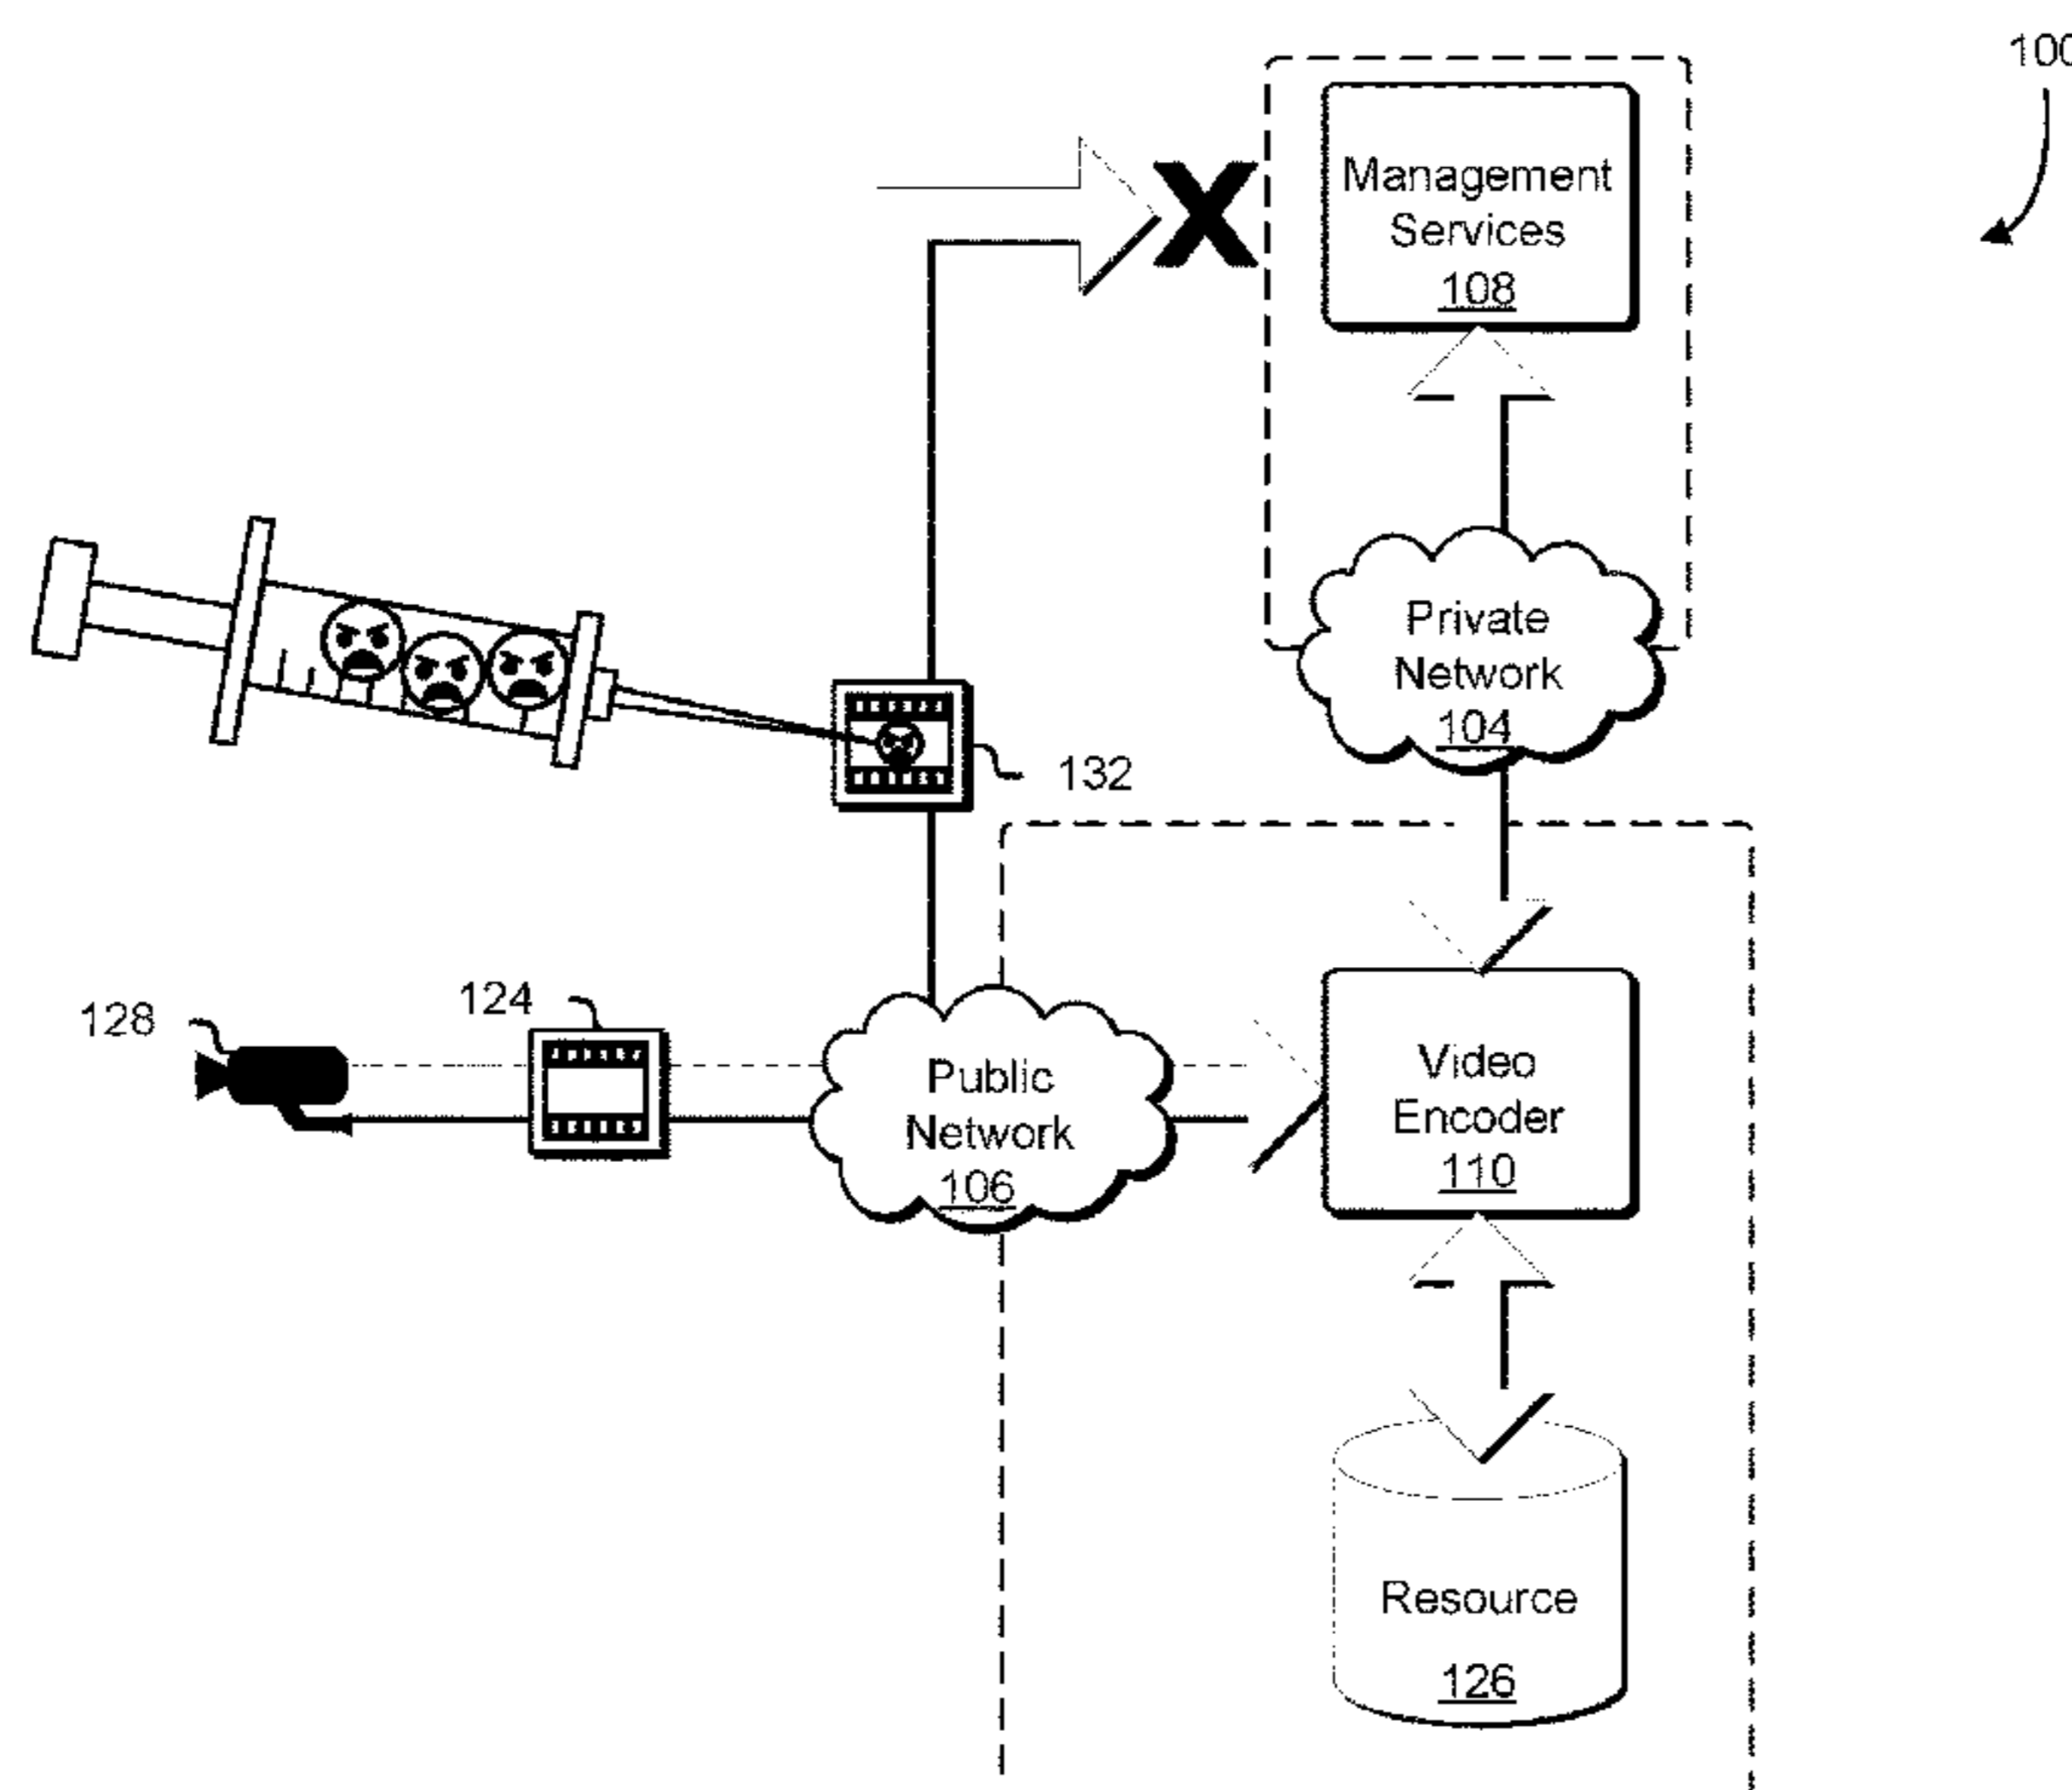 100
Management
Services
108
Private
Network
104
132
124
128
Public
Network
106
Video
Encoder
110
Resource
126